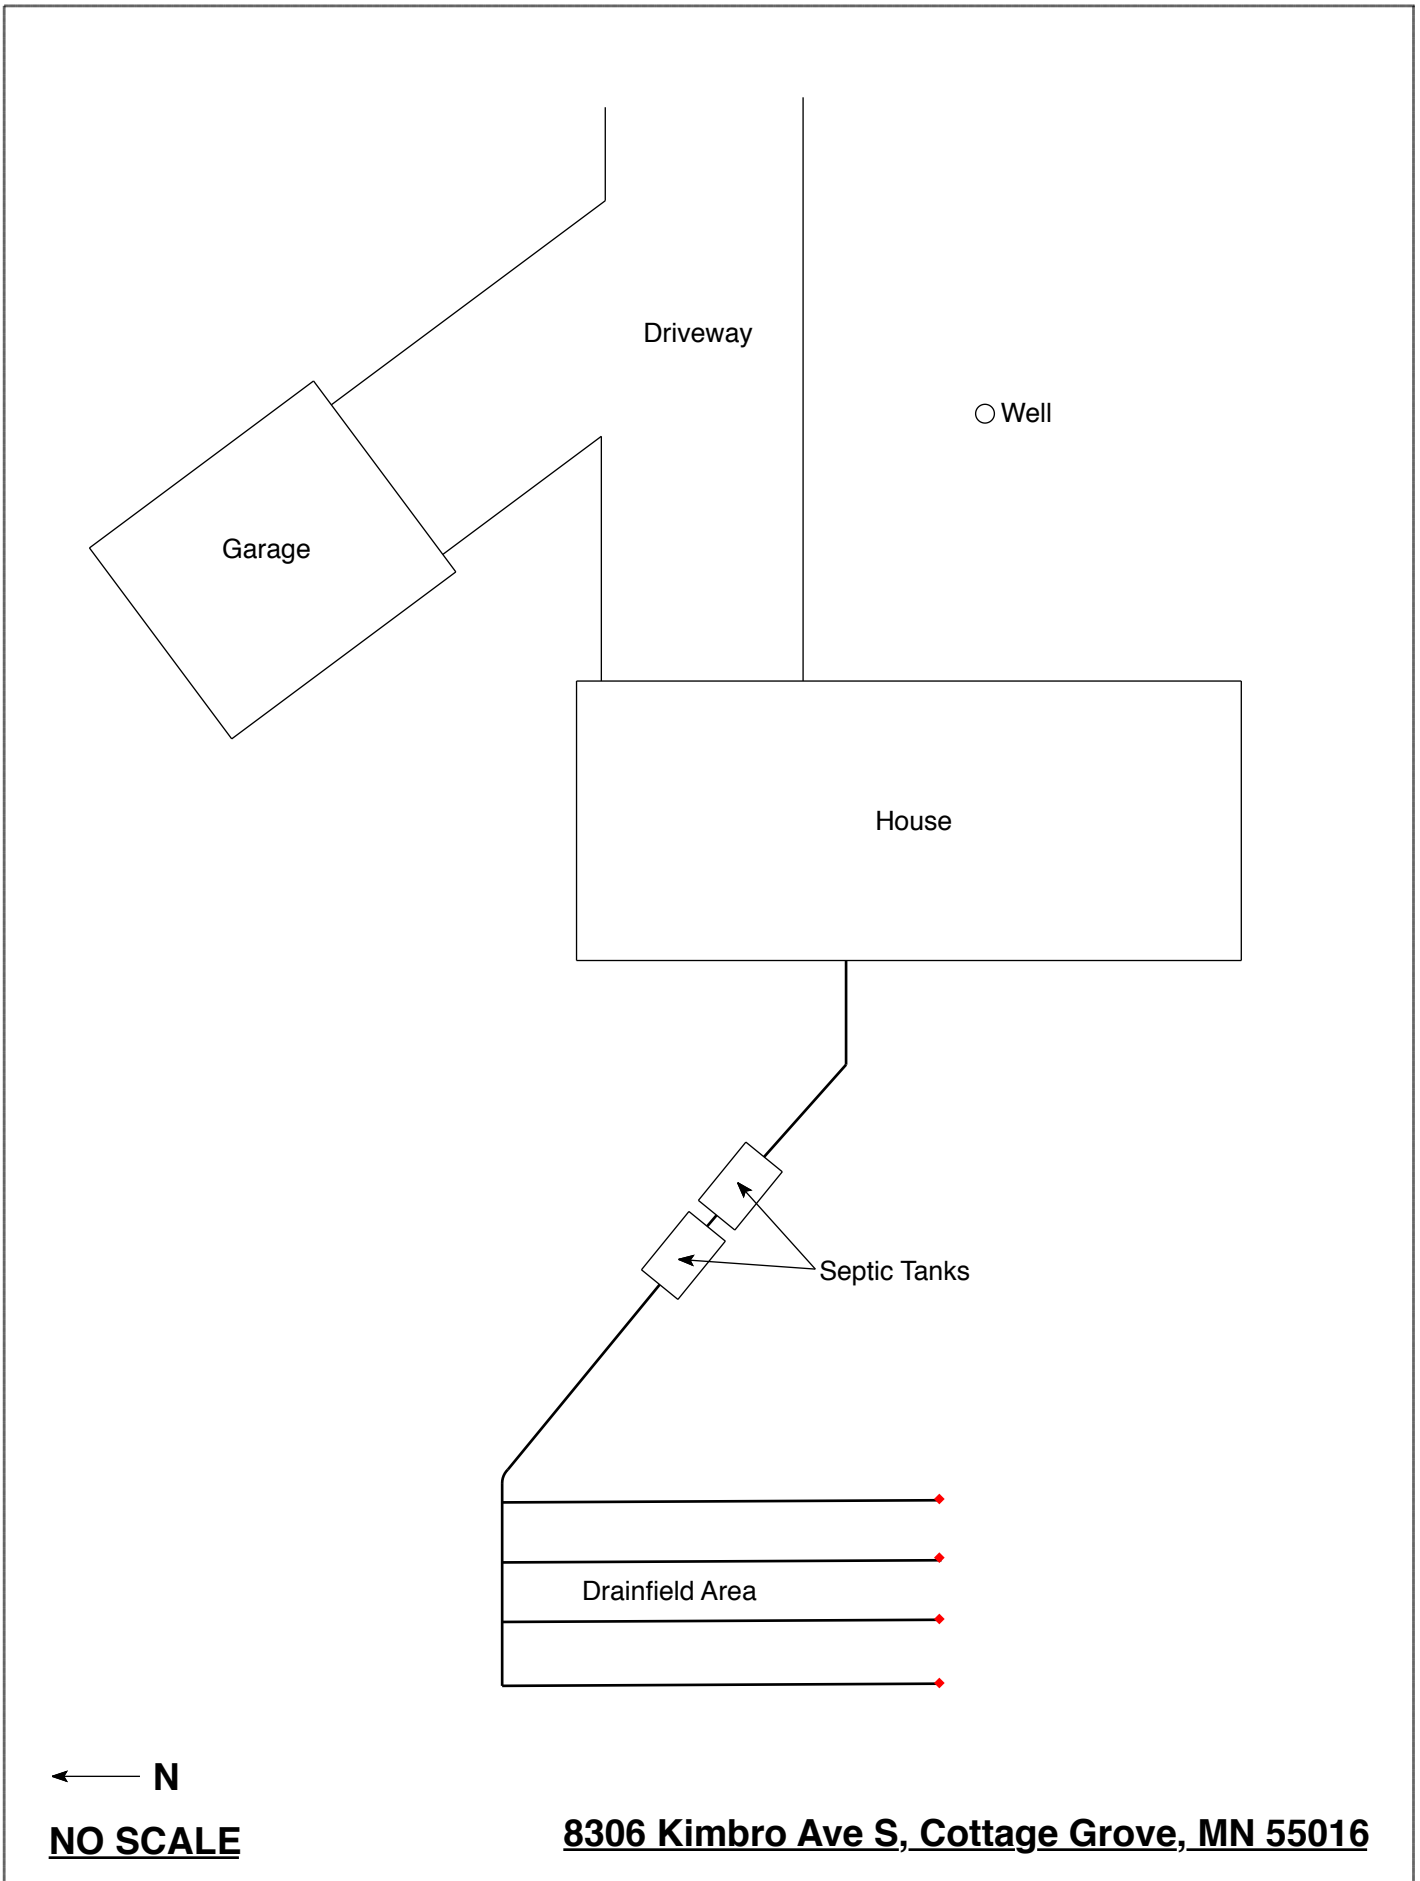 Driveway
Well
Garage
House
Septic Tanks
Drainfield Area
N
NO SCALE
8306 Kimbro Ave S, Cottage Grove, MN 55016